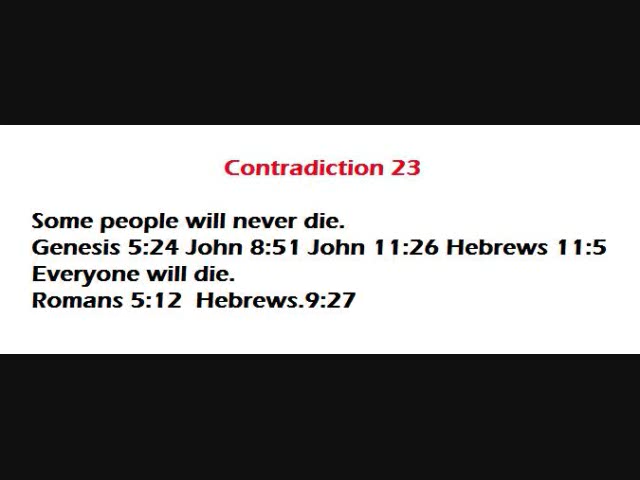 Contradiction 23
Some people will never die.
Genesis 5:24 John 8:51 John 11:26 Hebrews 11:5
Everyone will die.
Romans 5:12 Hebrews.9:27